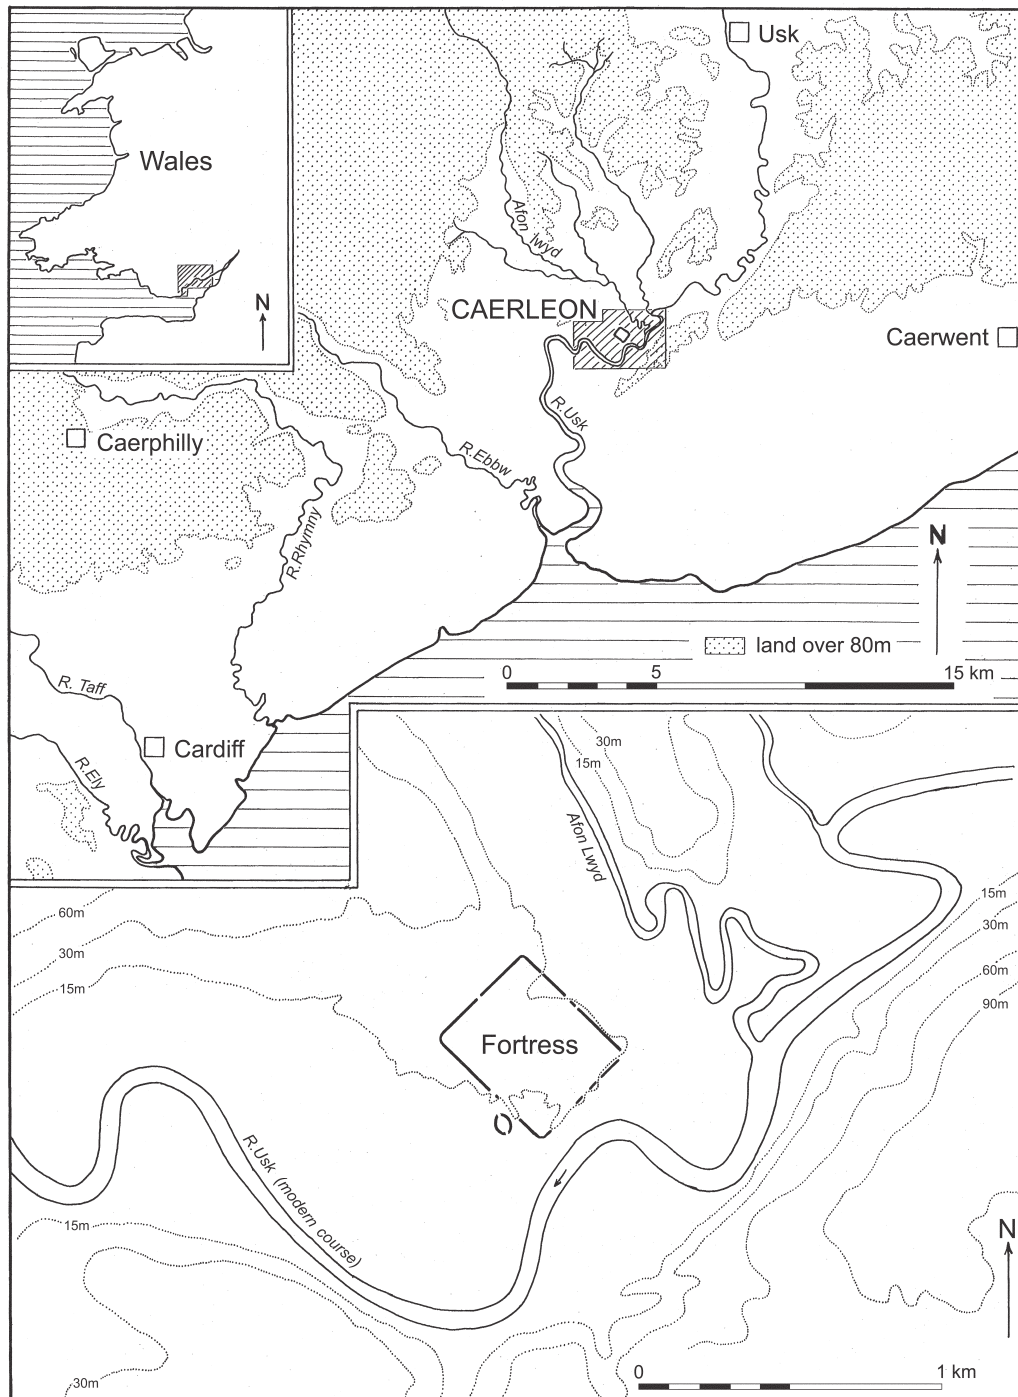 Usk
Wales
Afon
lwyd
N
CAERLEON
Caerwent
R.Usk
Caerphilly
R.Ebbw
R.Rhymny
N
land over 80m
0 5 15 km
R. Taff
Cardiff
R.Ely
30m
15m
Afon Lwyd
60m
30m
15m
15m
30m
60m
90m
Fortress
R.Usk (modern course)
15m
N
30m
0 1 km